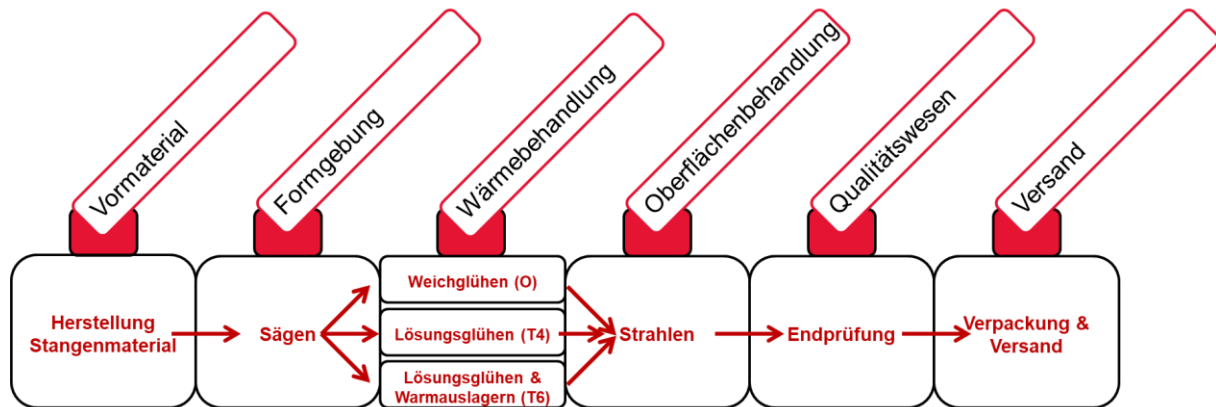 Vormaterial
Formgebung
Wärmebehandlung
Oberflächenbehandlung
Qualitätswesen
Versand
Herstellung
Stangenmaterial
Sägen
Weichglühen (O)
Lösungsglühen (T4)
Lösungsglühen &
Warmauslagern (T6)
Strahlen
Endprüfung
Verpackung &
Versand